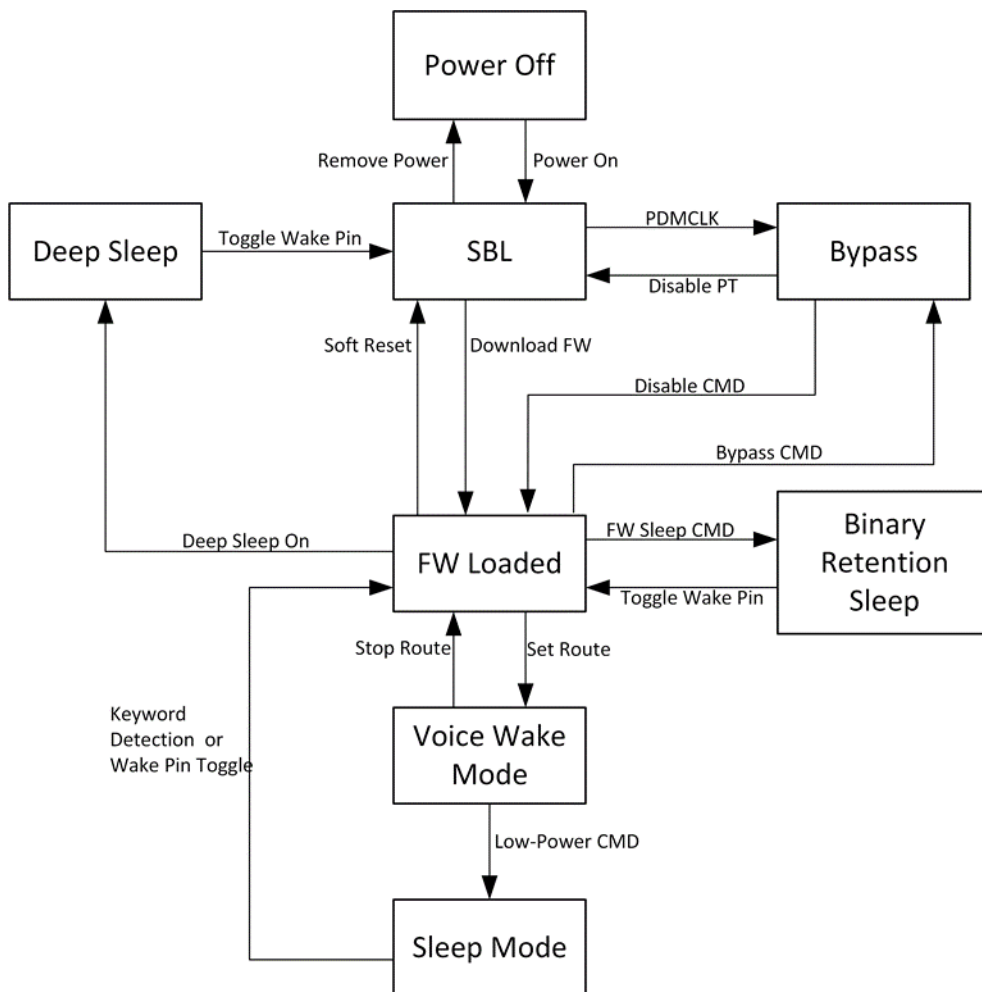 Power Off
Remove Power
Power On
Deep Sleep
Toggle Wake Pin
SBL
PDMCLK
Bypass
Disable PT
Soft Reset
Download FW
Disable CMD
Bypass CMD
Deep Sleep On
FW Loaded
FW Sleep CMD
Toggle Wake Pin
Binary
Retention
Sleep
Stop Route
Set Route
Keyword
Detection or
Wake Pin Toggle
Voice Wake
Mode
Low-Power CMD
Sleep Mode